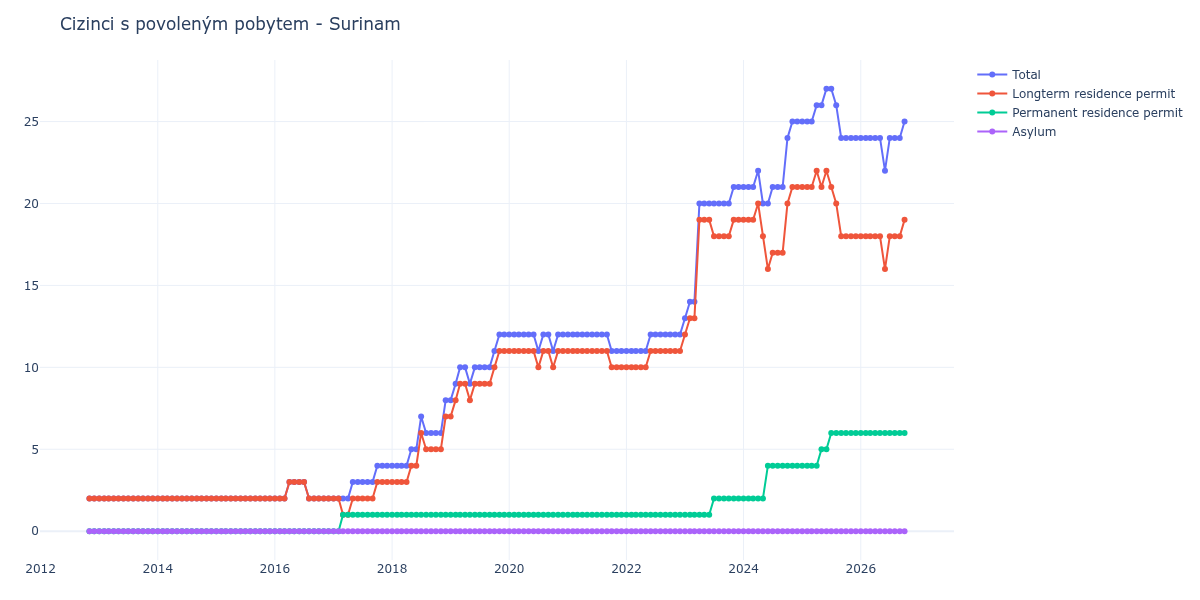 Cizinci s povoleným pobytem - Surinam
Total
Longterm residence permit
Permanent residence permit
Asylum
25
20
15
10
5
0
2012
2014
2016
2018
2020
2022
2024
2026